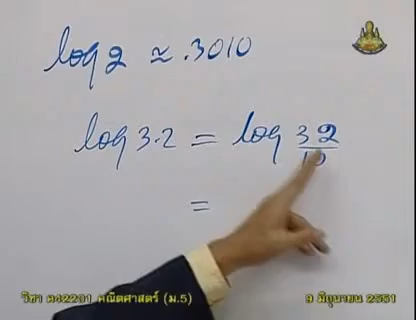 log 2 ≈ .3010
log 3.2 = log 32/10
=
วิชา ค42201 คณิตศาสตร์ (ม.5)
9 มิถุนายน 2551